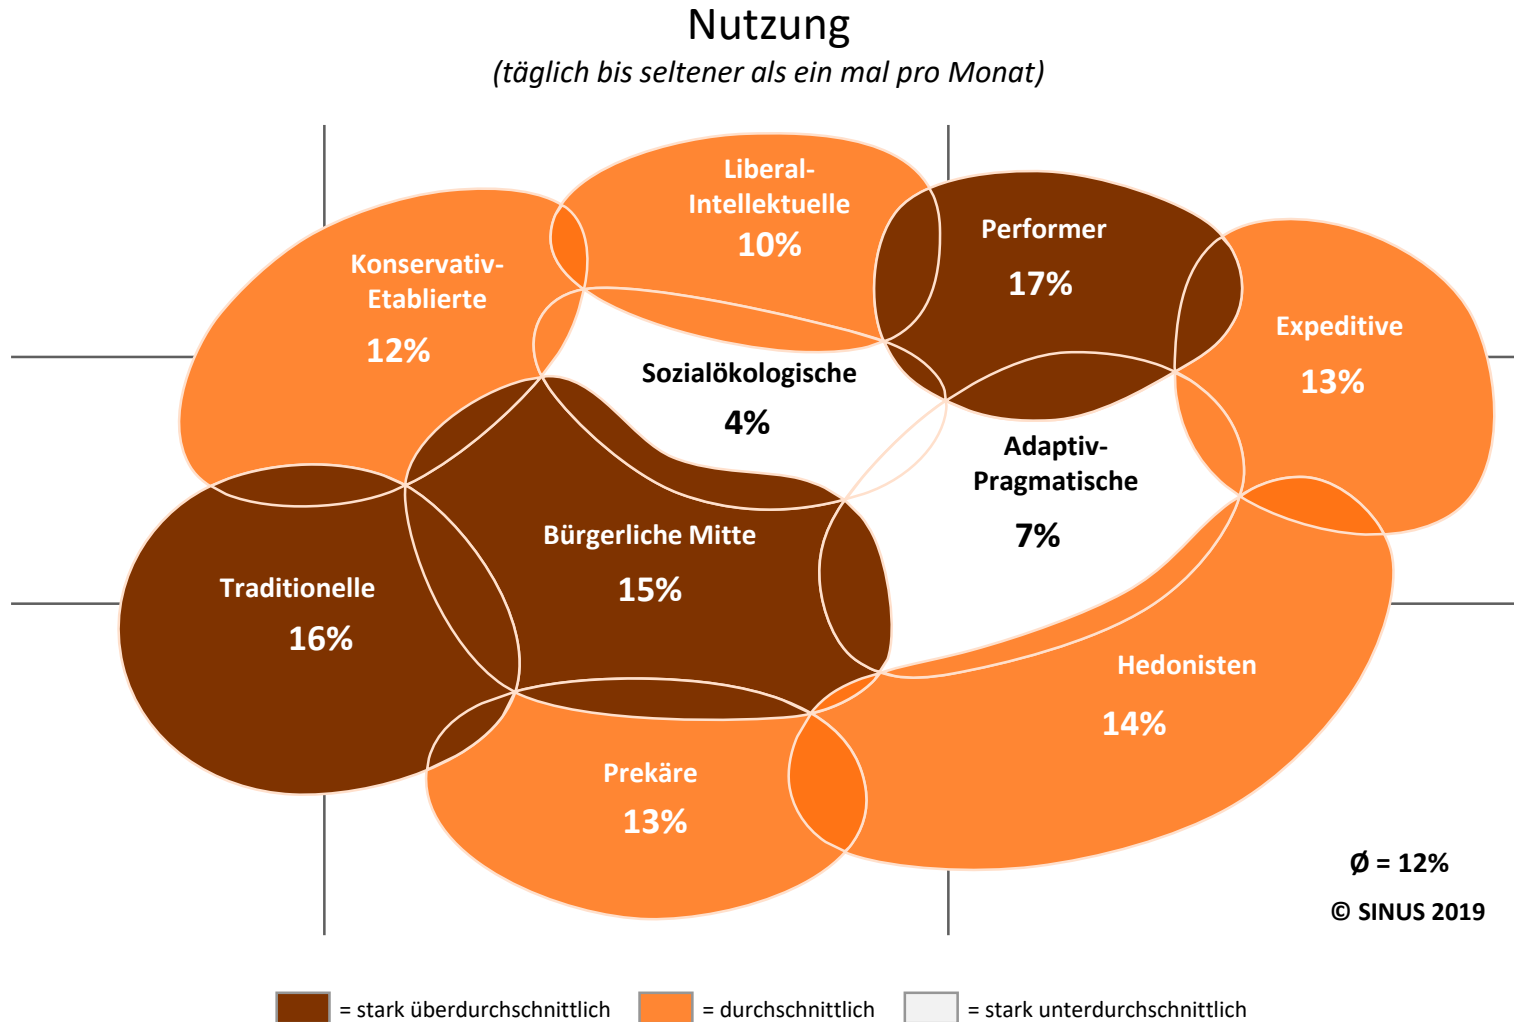 Nutzung
(täglich bis seltener als ein mal pro Monat)
Liberal-
Intellektuelle
10%
Performer
17%
Konservativ-
Etablierte
12%
Expeditive
13%
Sozialökologische
4%
Adaptiv-
Pragmatische
7%
Bürgerliche Mitte
15%
Traditionelle
16%
Hedonisten
14%
Prekäre
13%
Ø = 12%
© SINUS 2019
= stark überdurchschnittlich
= durchschnittlich
= stark unterdurchschnittlich